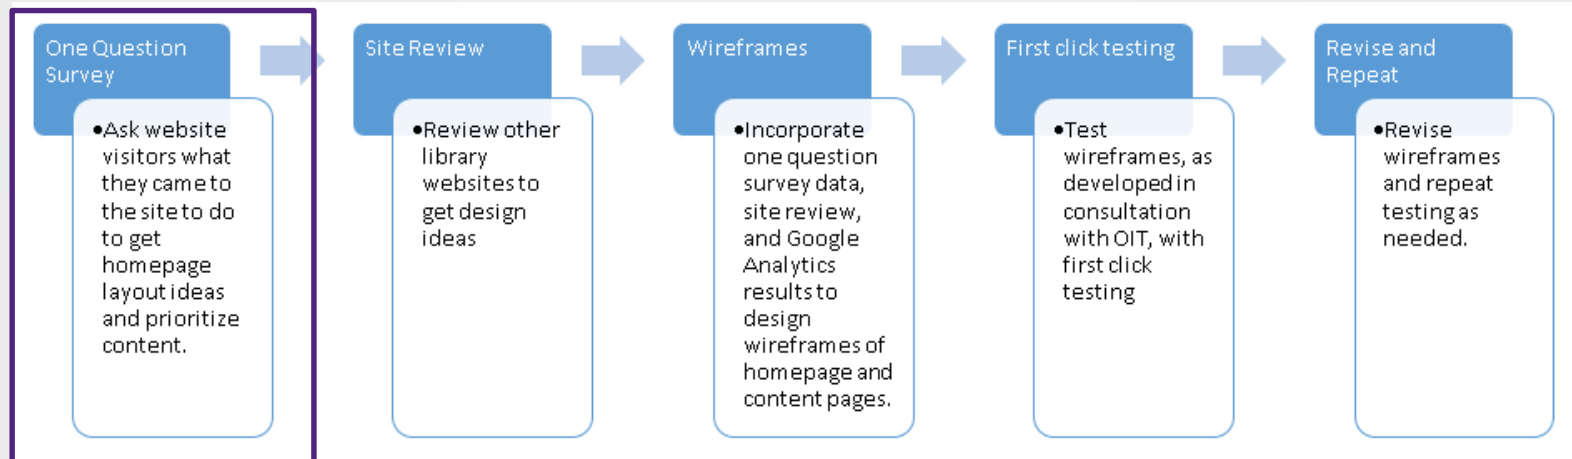 One Question
Survey
•Ask website
visitors what
they came to
the site to do
to get
homepage
layout ideas
and prioritize
content.
Site Review
•Review other
library
websites to
get design
ideas
Wireframes
•Incorporate
one question
survey data,
site review,
and Google
Analytics
results to
design
wireframes of
homepage and
content pages.
First click testing
•Test
wireframes, as
developed in
consultation
with OIT, with
first click
testing
Revise and
Repeat
•Revise
wireframes
and repeat
testing as
needed.